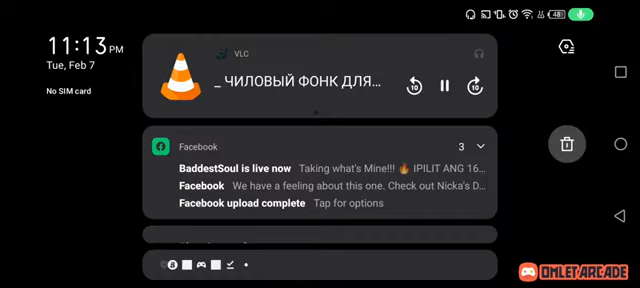 48
11:13 PM
Tue, Feb 7
No SIM card
VLC
_ ЧИЛОВЫЙ ФОНК ДЛЯ...
10
10
Facebook
3
BaddestSoul is live now Taking what's Mine!!! 🔥 IPILIT ANG 16...
Facebook We have a feeling about this one. Check out Nicka's D...
Facebook upload complete Tap for options
OMLET ARCADE